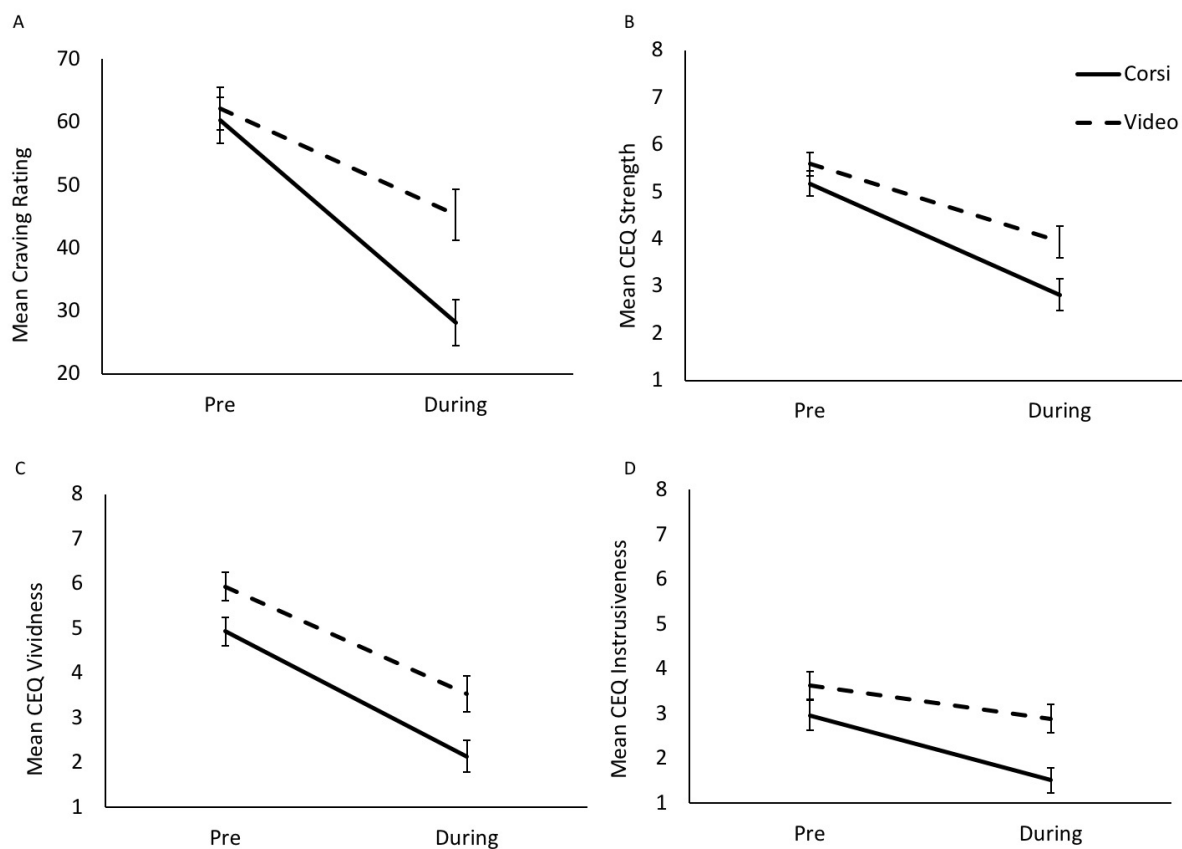 A
70
60
50
40
30
20
Mean Craving Rating
Pre
During
B
8
7
6
5
4
3
2
1
Mean CEQ Strength
Pre
During
Corsi
Video
C
8
7
6
5
4
3
2
1
Mean CEQ Vividness
Pre
During
D
8
7
6
5
4
3
2
1
Mean CEQ Instrusiveness
Pre
During